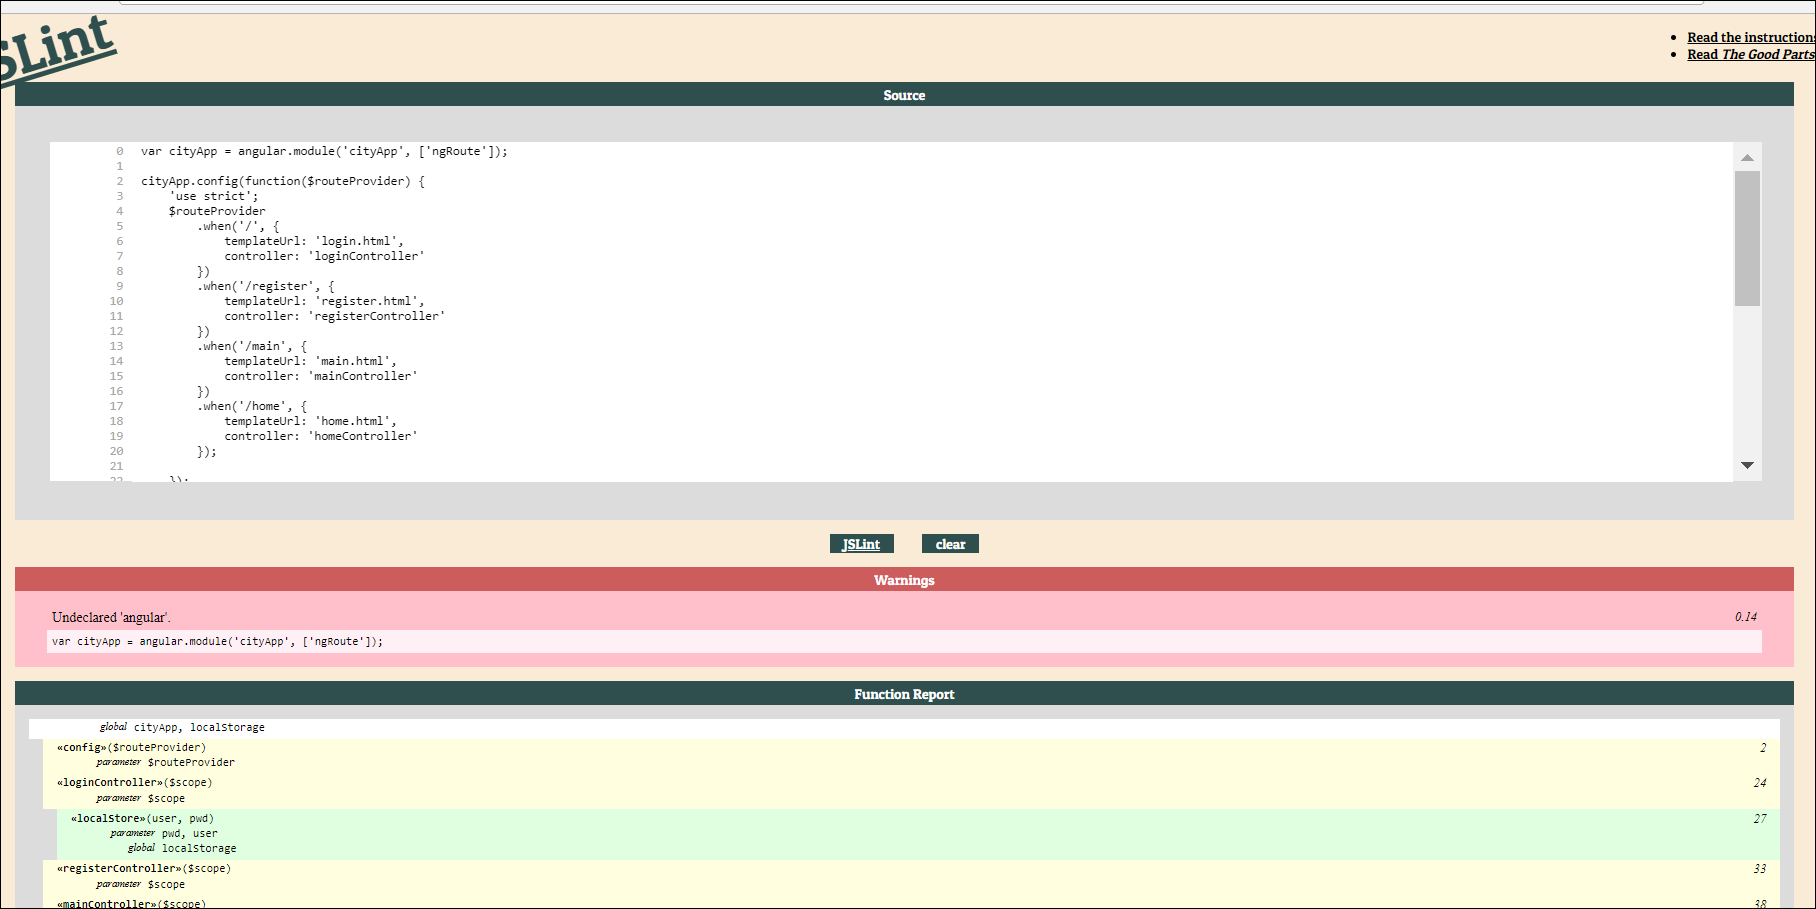 SLint
Read the instructions
Read The Good Parts
Source
0 var cityApp = angular.module('cityApp', ['ngRoute']);
1
2 cityApp.config(function($routeProvider) {
3 'use strict';
4 $routeProvider
5 .when('/', {
6 templateUrl: 'login.html',
7 controller: 'loginController'
8 })
9 .when('/register', {
10 templateUrl: 'register.html',
11 controller: 'registerController'
12 })
13 .when('/main', {
14 templateUrl: 'main.html',
15 controller: 'mainController'
16 })
17 .when('/home', {
18 templateUrl: 'home.html',
19 controller: 'homeController'
20 });
21
22 });
JSLint clear
Warnings
Undeclared 'angular'. 0.14
var cityApp = angular.module('cityApp', ['ngRoute']);
Function Report
global cityApp, localStorage
«config»($routeProvider) 2
parameter $routeProvider
«loginController»($scope) 24
parameter $scope
«localStore»(user, pwd) 27
parameter pwd, user
global localStorage
«registerController»($scope) 33
parameter $scope
«mainController»($scope) 38